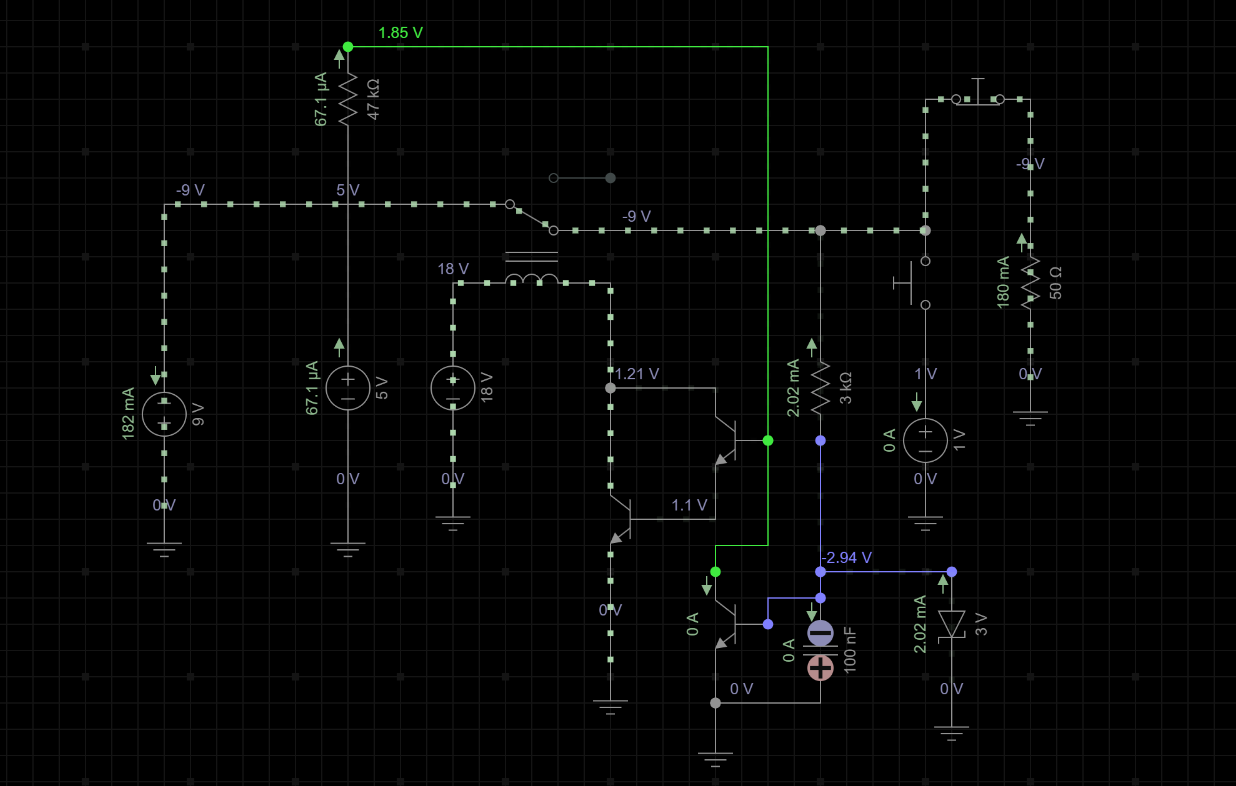 1.85 V
67.1 µA
47 kΩ
-9 V
-9 V
5 V
-9 V
18 V
180 mA
50 Ω
1.21 V
1 V
0 V
67.1 µA
5 V
18 V
2.02 mA
3 kΩ
182 mA
9 V
0 A
1 V
0 V
0 V
0 V
0 V
1.1 V
-2.94 V
0 V
0 A
0 A
100 nF
2.02 mA
3 V
0 V
0 V